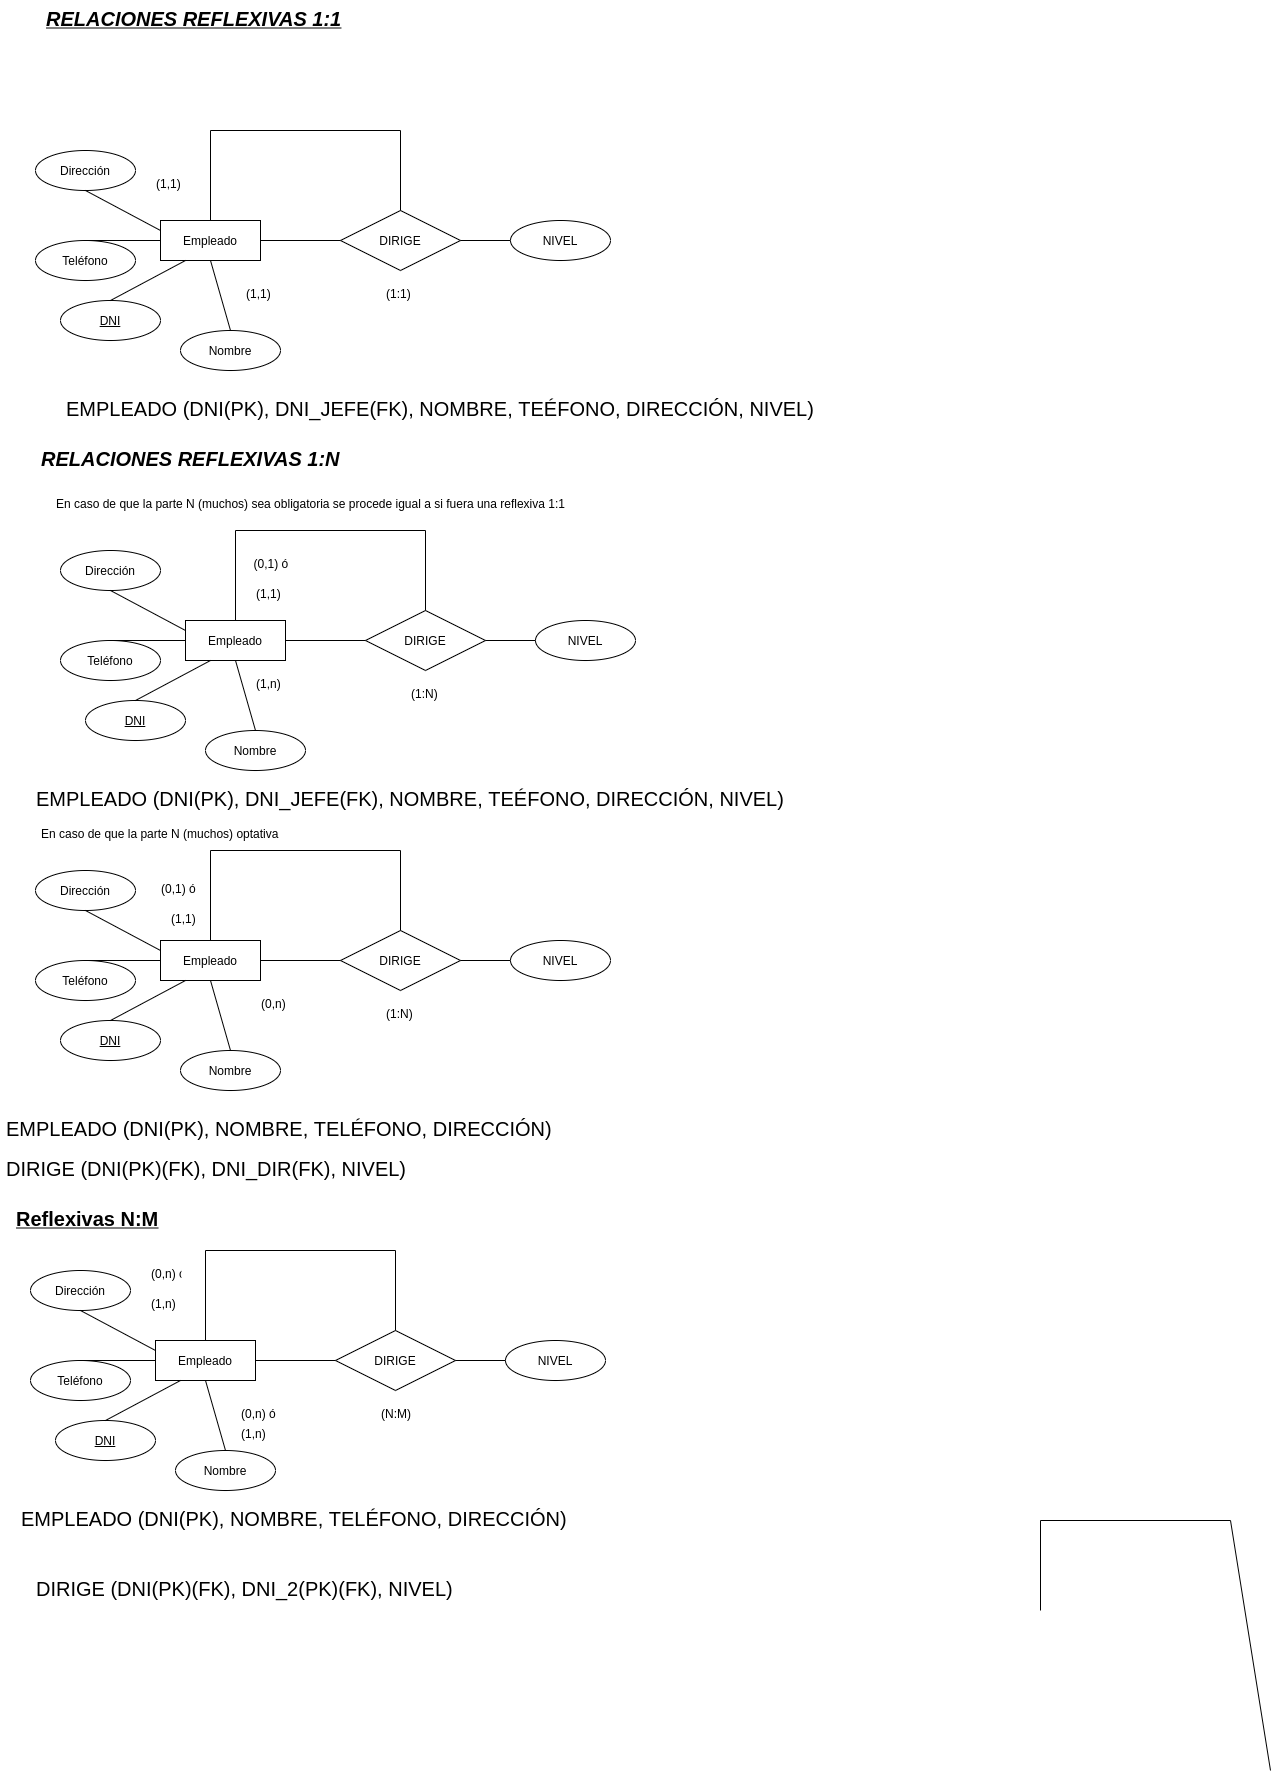 RELACIONES REFLEXIVAS 1:1
Dirección
(1,1)
Empleado
DIRIGE
NIVEL
Teléfono
(1,1)
(1:1)
DNI
Nombre
EMPLEADO (DNI(PK), DNI_JEFE(FK), NOMBRE, TEÉFONO, DIRECCIÓN, NIVEL)
RELACIONES REFLEXIVAS 1:N
En caso de que la parte N (muchos) sea obligatoria se procede igual a si fuera una reflexiva 1:1
(0,1) ó
Dirección
(1,1)
Empleado
DIRIGE
NIVEL
Teléfono
(1,n)
(1:N)
DNI
Nombre
EMPLEADO (DNI(PK), DNI_JEFE(FK), NOMBRE, TEÉFONO, DIRECCIÓN, NIVEL)
En caso de que la parte N (muchos) optativa
Dirección
(0,1) ó
(1,1)
Empleado
DIRIGE
NIVEL
Teléfono
(0,n)
(1:N)
DNI
Nombre
EMPLEADO (DNI(PK), NOMBRE, TELÉFONO, DIRECCIÓN)
DIRIGE (DNI(PK)(FK), DNI_DIR(FK), NIVEL)
Reflexivas N:M
(0,n)
Dirección
(1,n)
Empleado
DIRIGE
NIVEL
Teléfono
(0,n) ó
(N:M)
(1,n)
DNI
Nombre
EMPLEADO (DNI(PK), NOMBRE, TELÉFONO, DIRECCIÓN)
DIRIGE (DNI(PK)(FK), DNI_2(PK)(FK), NIVEL)